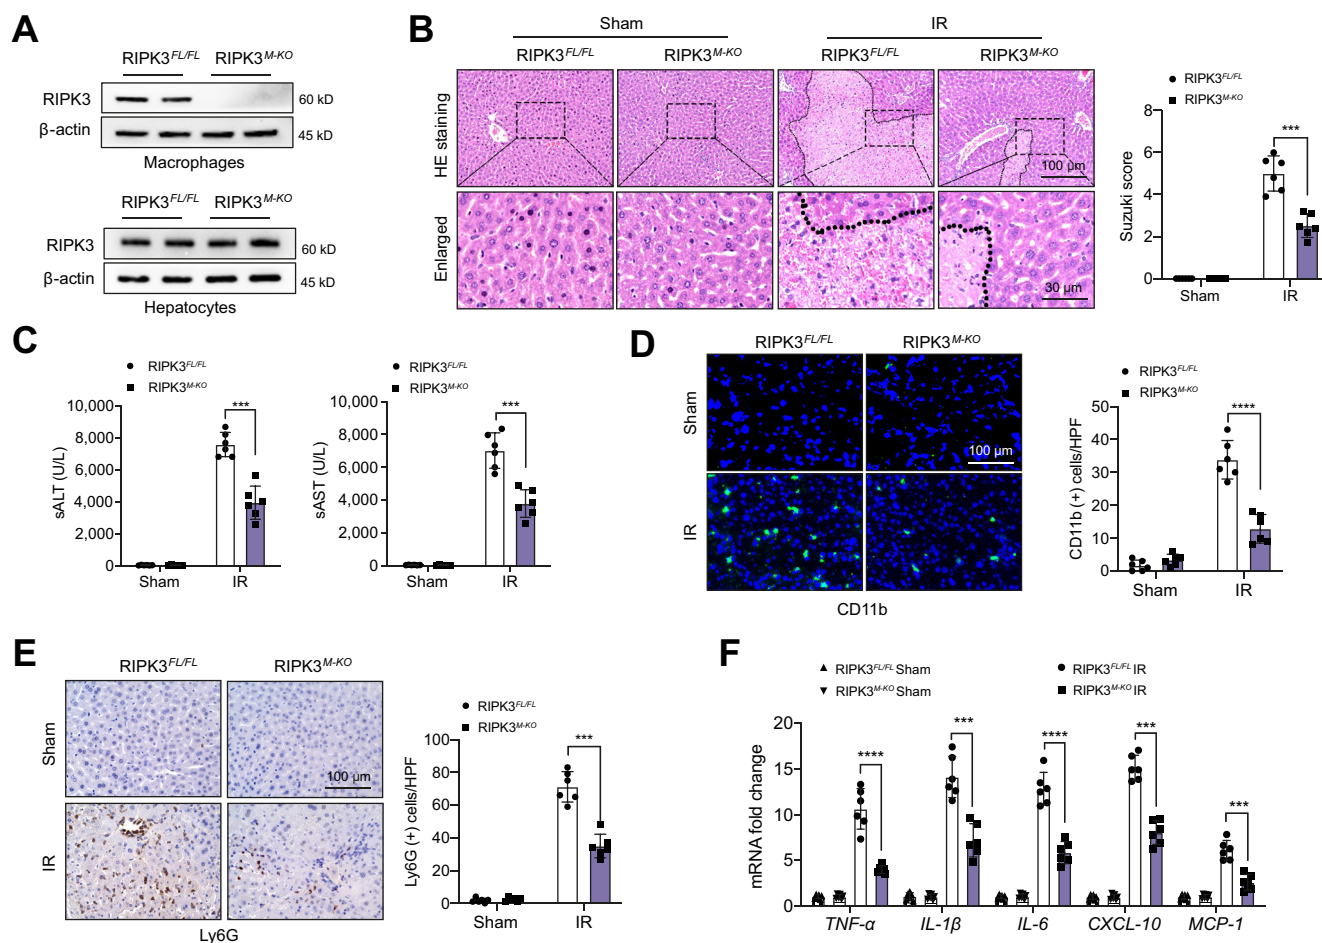 A
RIPK3FL/FL RIPK3M-KO
RIPK3 60 kD
β-actin 45 kD
Macrophages
RIPK3FL/FL RIPK3M-KO
RIPK3 60 kD
β-actin 45 kD
Hepatocytes
B
Sham IR
RIPK3FL/FL RIPK3M-KO RIPK3FL/FL RIPK3M-KO
HE staining
100 µm
Enlarged
30 µm
RIPK3FL/FL
RIPK3M-KO
Suzuki score
8
6
4
2
0
***
Sham IR
C
RIPK3FL/FL
RIPK3M-KO
sALT (U/L)
10,000
8,000
6,000
4,000
2,000
0
***
Sham IR
RIPK3FL/FL
RIPK3M-KO
sAST (U/L)
10,000
8,000
6,000
4,000
2,000
0
***
Sham IR
D
RIPK3FL/FL RIPK3M-KO
Sham
100 µm
IR
CD11b
RIPK3FL/FL
RIPK3M-KO
CD11b (+) cells/HPF
50
40
30
20
10
0
****
Sham IR
E
RIPK3FL/FL RIPK3M-KO
Sham
100 µm
IR
Ly6G
RIPK3FL/FL
RIPK3M-KO
Ly6G (+) cells/HPF
100
80
60
40
20
0
***
Sham IR
F
RIPK3FL/FL Sham RIPK3FL/FL IR
RIPK3M-KO Sham RIPK3M-KO IR
mRNA fold change
20
15
10
5
0
**** *** **** *** ***
TNF-α IL-1β IL-6 CXCL-10 MCP-1